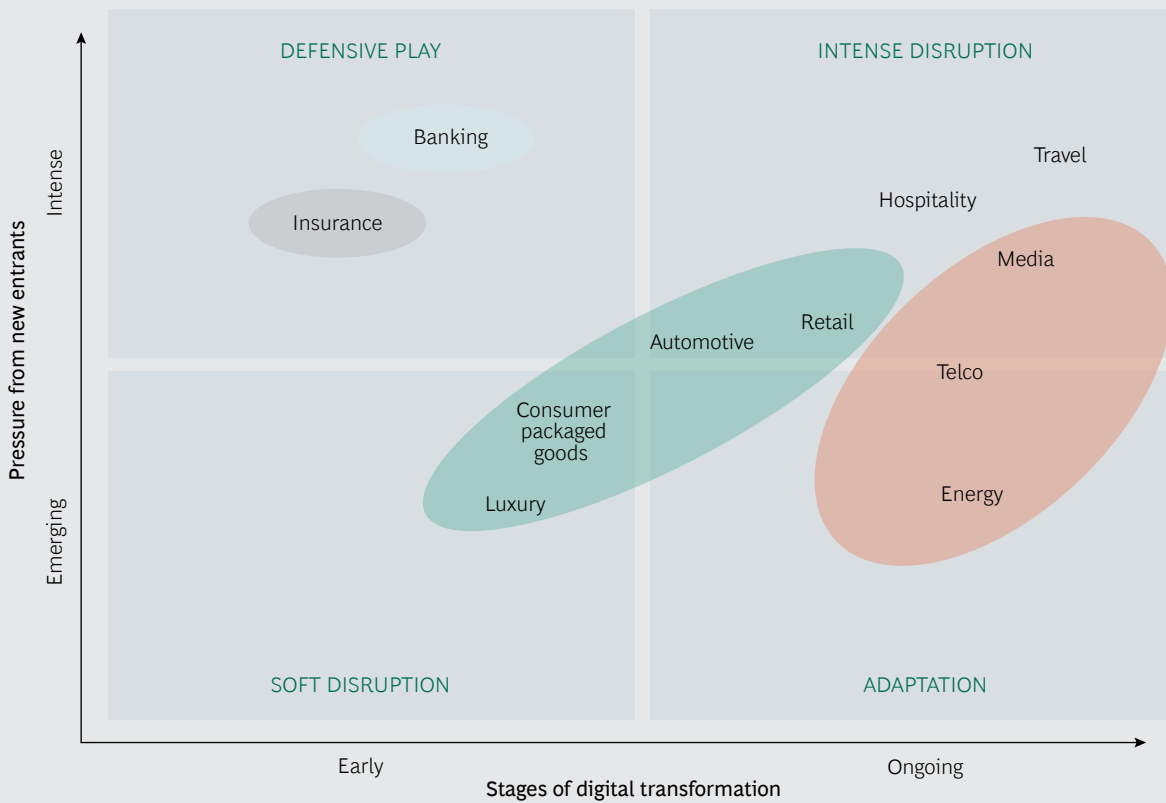 DEFENSIVE PLAY
INTENSE DISRUPTION
Banking
Insurance
Travel
Hospitality
Media
Retail
Automotive
Telco
Consumer
packaged
goods
Luxury
Energy
SOFT DISRUPTION
ADAPTATION
Pressure from new entrants
Intense
Emerging
Early
Ongoing
Stages of digital transformation